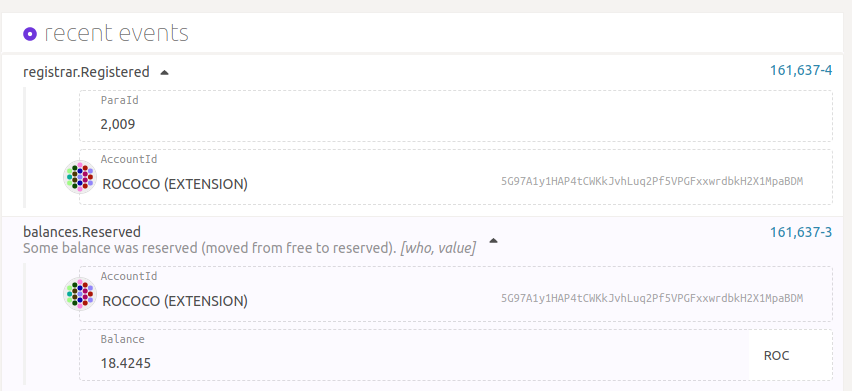 recent events
registrar.Registered
161,637-4
ParaId
2,009
AccountId
ROCOCO (EXTENSION)
5G97A1y1HAP4tCWKkJvhLuq2Pf5VPGFxxwrdbkH2X1MpaBDM
balances.Reserved
161,637-3
Some balance was reserved (moved from free to reserved). [who, value]
AccountId
ROCOCO (EXTENSION)
5G97A1y1HAP4tCWKkJvhLuq2Pf5VPGFxxwrdbkH2X1MpaBDM
Balance
18.4245
ROC